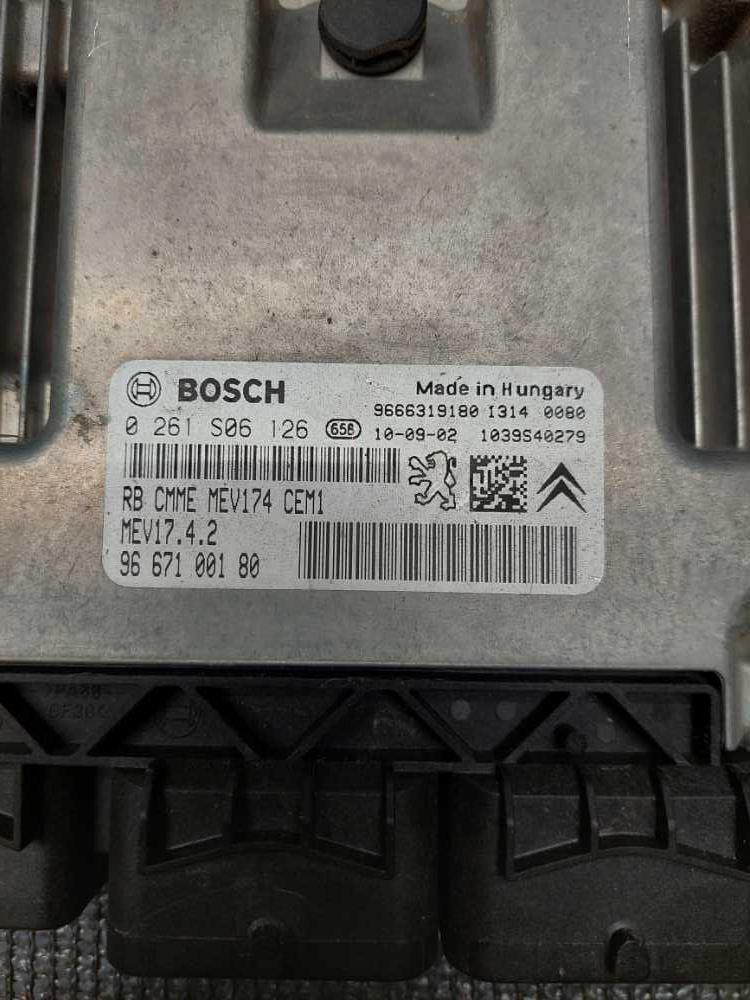 BOSCH
Made in Hungary
9666319180 I314 0080
0 261 S06 126 658 10-09-02 1039S40279
RB CMME MEV174 CEM1
MEV17.4.2
96 671 001 80